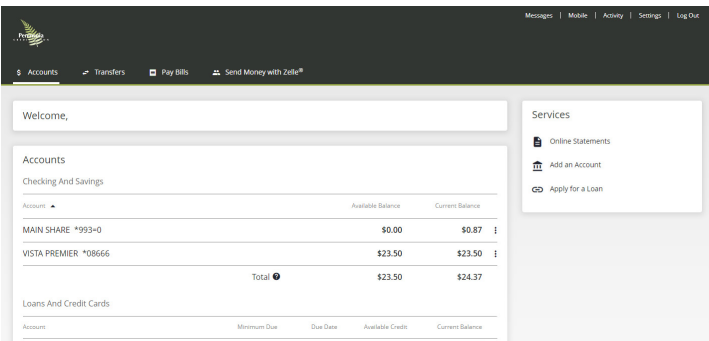 Messages | Mobile | Activity | Settings | Log Out
Peninsula
$ Accounts Transfers Pay Bills Send Money with Zelle®
Welcome,
Accounts
Checking And Savings
Account Available Balance Current Balance
MAIN SHARE *993=0 $0.00 $0.87
VISTA PREMIER *08666 $23.50 $23.50
Total $23.50 $24.37
Loans And Credit Cards
Account Minimum Due Due Date Available Credit Current Balance
Services
Online Statements
Add an Account
Apply for a Loan